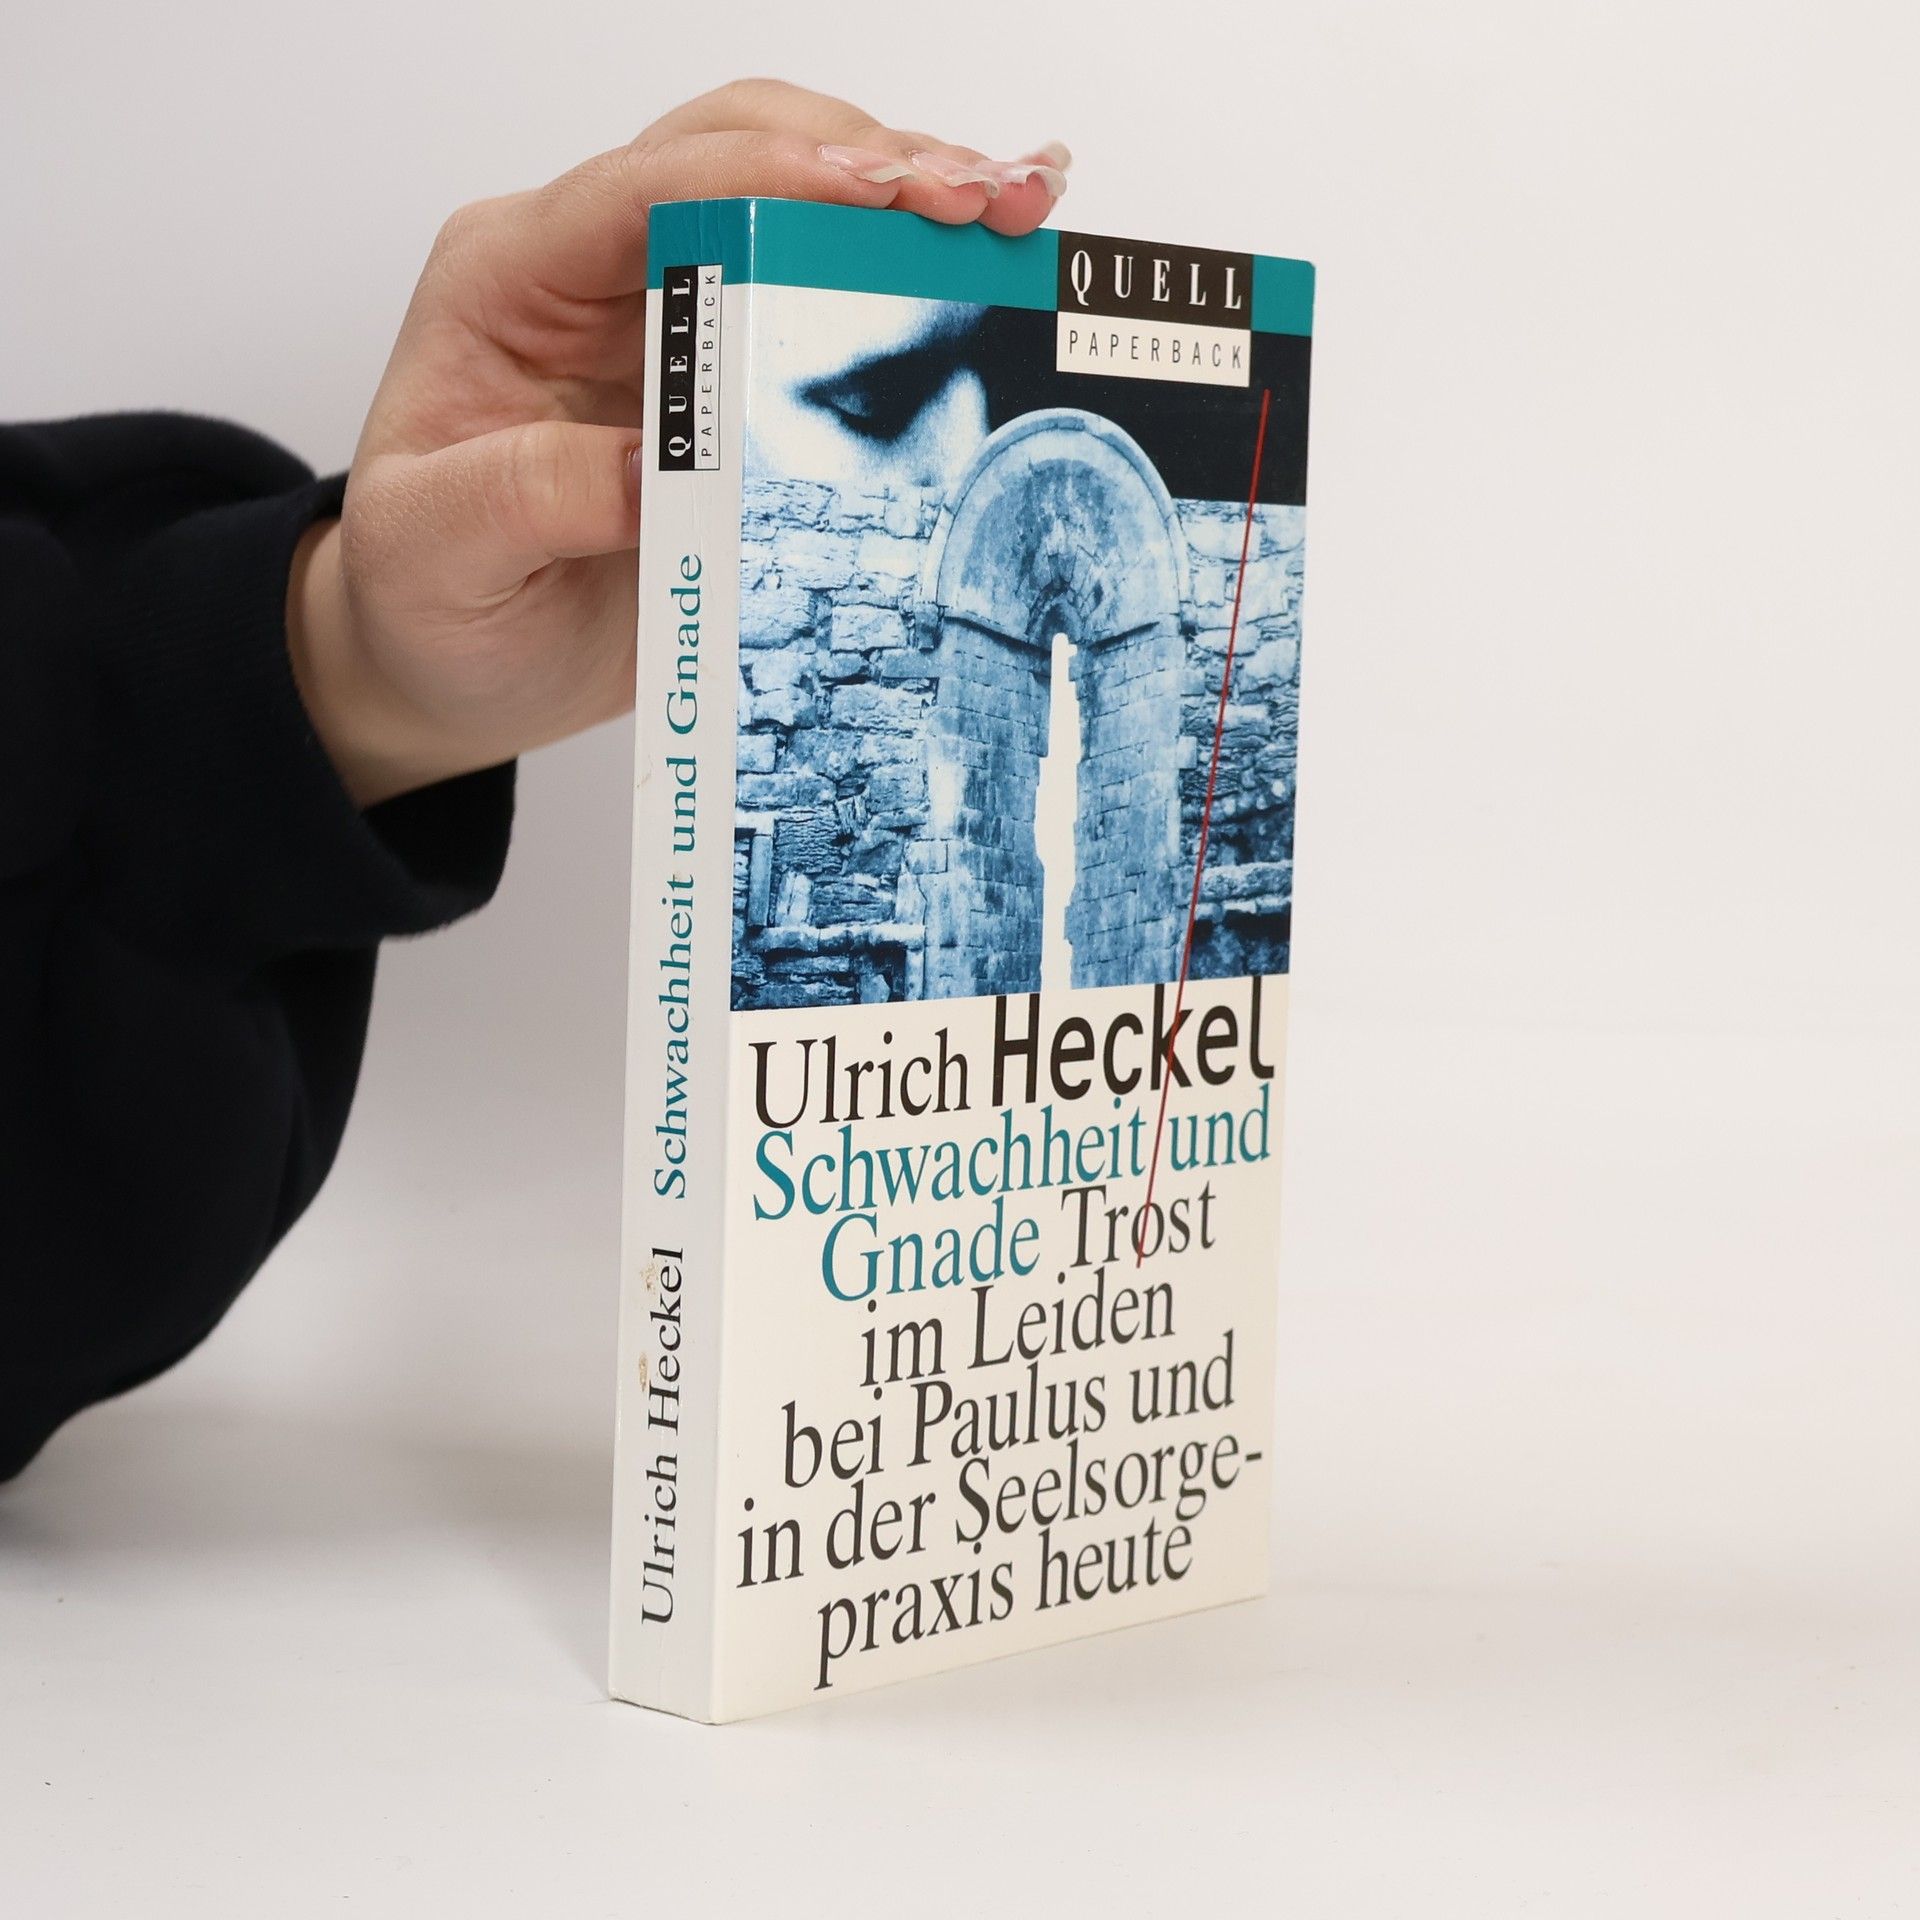 QUELL
PAPERBACK
Ulrich Heckel
Schwachheit und
Gnade Trost
im Leiden
bei Paulus und
in der Seelsorge-
praxis heute
Ulrich Heckel Schwachheit und Gnade
QUELL
PAPERBACK